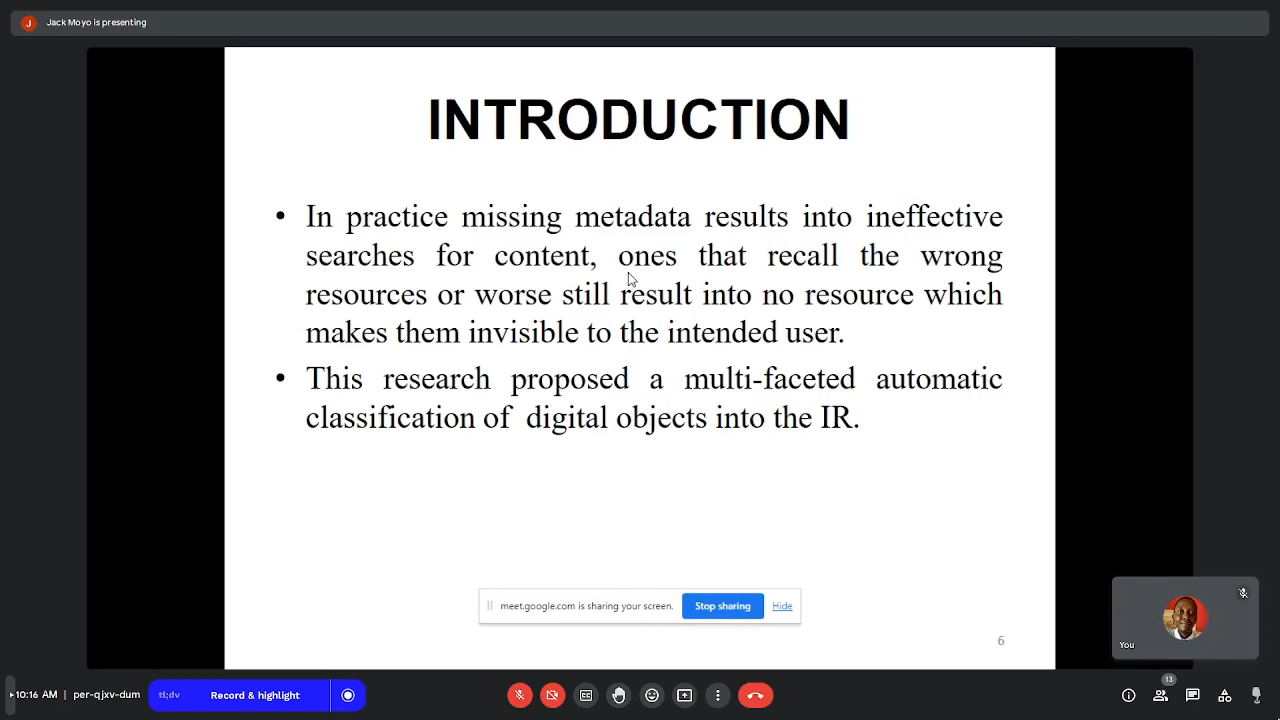 J Jack Moyo is presenting
INTRODUCTION
• In practice missing metadata results into ineffective
searches for content, ones that recall the wrong
resources or worse still result into no resource which
makes them invisible to the intended user.
• This research proposed a multi-faceted automatic
classification of digital objects into the IR.
meet.google.com is sharing your screen. Stop sharing Hide
6
You
10:16 AM | per-qjxv-dum tl;dv Record & highlight 13